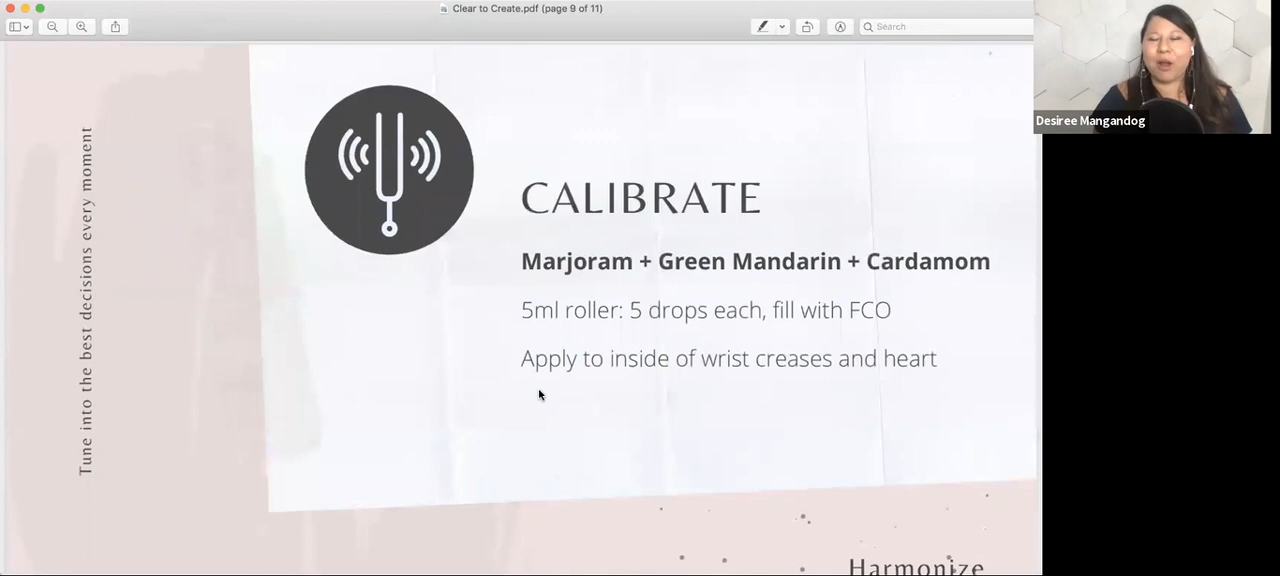 Clear to Create.pdf (page 9 of 11)
Search
Desiree Mangandog
Tune into the best decisions every moment
CALIBRATE
Marjoram + Green Mandarin + Cardamom
5ml roller: 5 drops each, fill with FCO
Apply to inside of wrist creases and heart
Harmonize